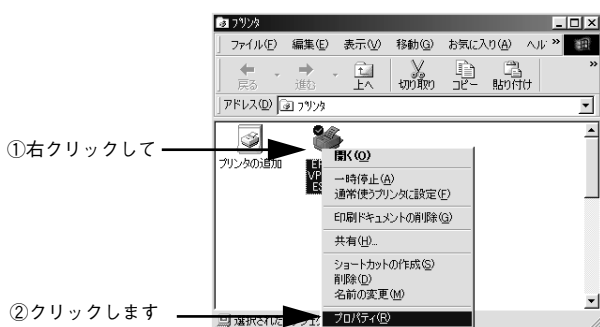 プリンタ
ファイル(F) 編集(E) 表示(V) 移動(G) お気に入り(A) ヘル »
戻る 進む 上へ 切り取り コピー 貼り付け »
アドレス(D) プリンタ
①右クリックして
プリンタの追加
開く(O)
一時停止(A)
通常使うプリンタに設定(F)
印刷ドキュメントの削除(G)
共有(H)...
ショートカットの作成(S)
削除(D)
名前の変更(M)
②クリックします
プロパティ(R)